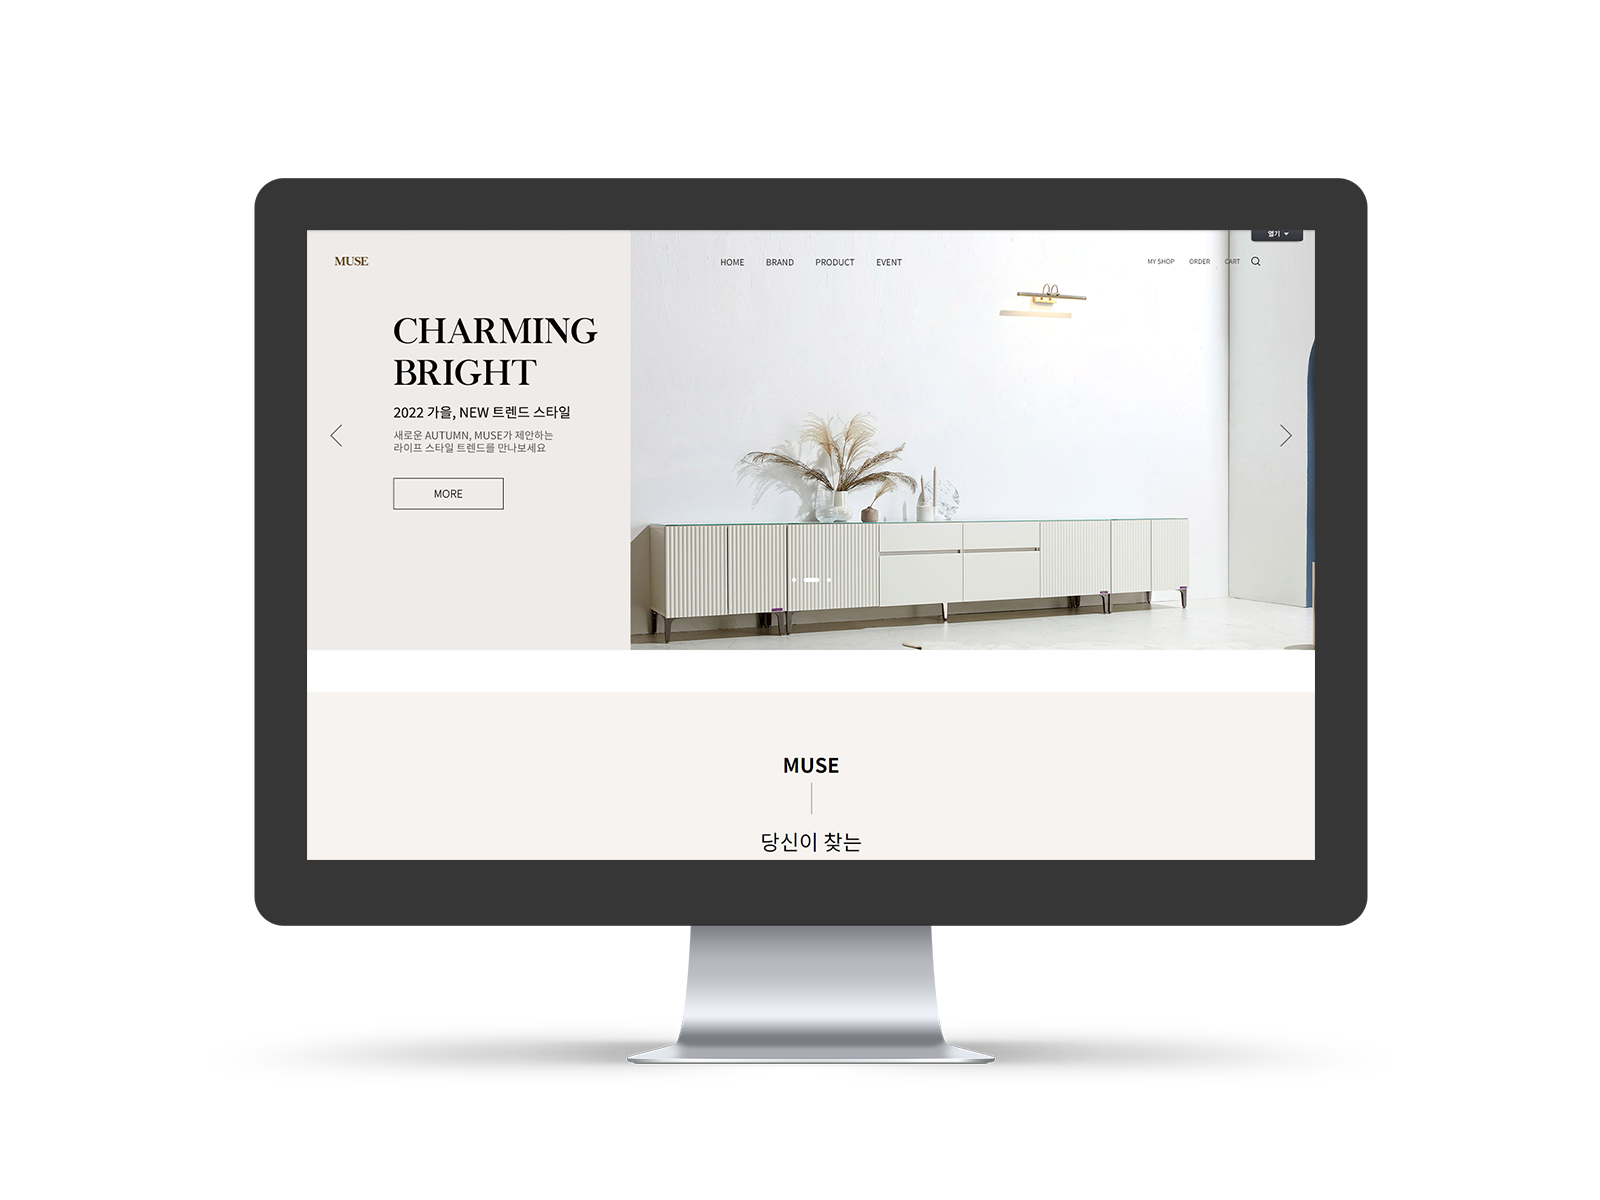 열기
MUSE
HOME BRAND PRODUCT EVENT
MY SHOP ORDER CART
CHARMING
BRIGHT
2022 가을, NEW 트렌드 스타일
새로운 AUTUMN, MUSE가 제안하는
라이프 스타일 트렌드를 만나보세요
MORE
MUSE
당신이 찾는